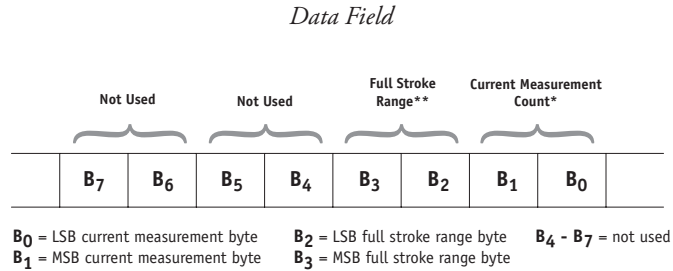 Data Field
Full Stroke Current Measurement
Not Used Not Used Range** Count*
B7 B6 B5 B4 B3 B2 B1 B0
B0 = LSB current measurement byte B2 = LSB full stroke range byte B4 - B7 = not used
B1 = MSB current measurement byte B3 = MSB full stroke range byte